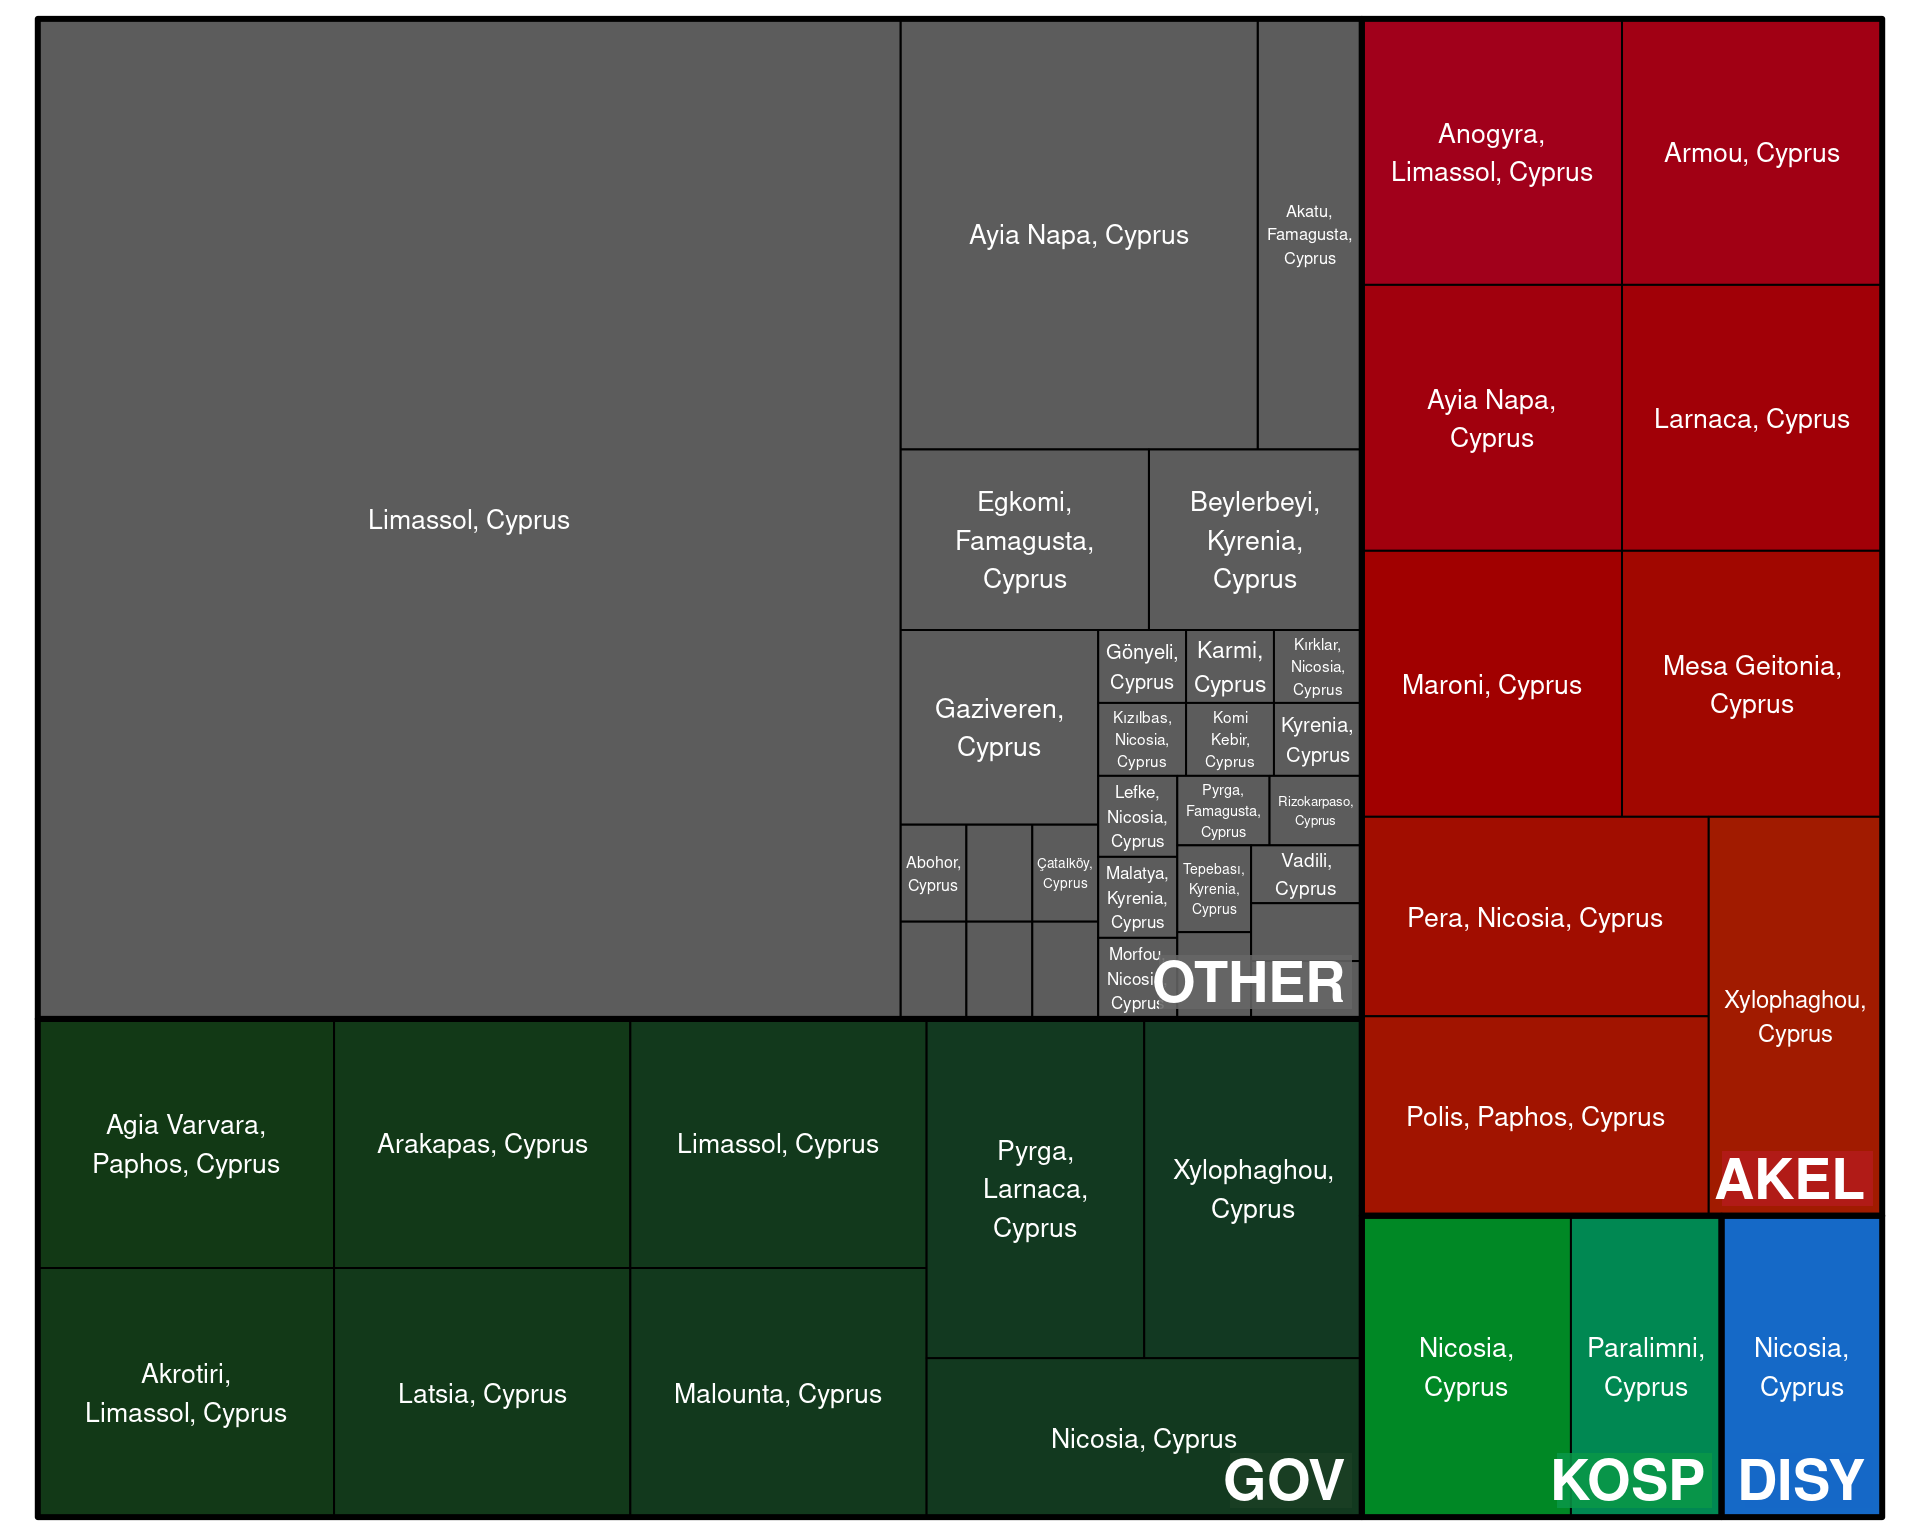 Limassol, Cyprus
Ayia Napa, Cyprus
Akatu,
Famagusta,
Cyprus
Egkomi,
Famagusta,
Cyprus
Beylerbeyi,
Kyrenia,
Cyprus
Gaziveren,
Cyprus
Gönyeli,
Cyprus
Karmi,
Cyprus
Kırklar,
Nicosia,
Cyprus
Kızılbas,
Nicosia,
Cyprus
Komi
Kebir,
Cyprus
Kyrenia,
Cyprus
Lefke,
Nicosia,
Cyprus
Pyrga,
Famagusta,
Cyprus
Rizokarpaso,
Cyprus
Abohor,
Cyprus
Çatalköy,
Cyprus
Malatya,
Kyrenia,
Cyprus
Tepebası,
Kyrenia,
Cyprus
Vadili,
Cyprus
Morfou,
Nicosia,
Cyprus
OTHER
Anogyra,
Limassol, Cyprus
Armou, Cyprus
Ayia Napa,
Cyprus
Larnaca, Cyprus
Maroni, Cyprus
Mesa Geitonia,
Cyprus
Pera, Nicosia, Cyprus
Polis, Paphos, Cyprus
Xylophaghou,
Cyprus
AKEL
Agia Varvara,
Paphos, Cyprus
Arakapas, Cyprus
Limassol, Cyprus
Pyrga,
Larnaca,
Cyprus
Xylophaghou,
Cyprus
Akrotiri,
Limassol, Cyprus
Latsia, Cyprus
Malounta, Cyprus
Nicosia, Cyprus
GOV
Nicosia,
Cyprus
Paralimni,
Cyprus
KOSP
Nicosia,
Cyprus
DISY